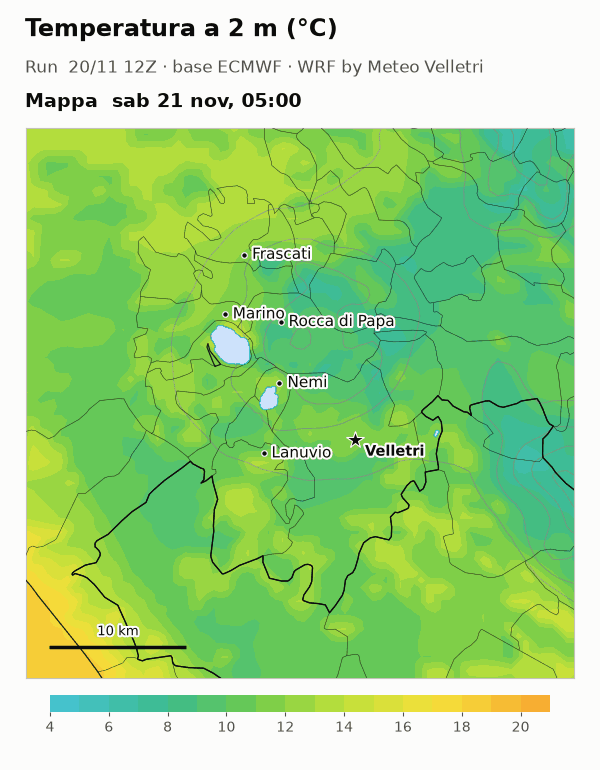 Temperatura a 2 m (°C)
Run  20/11 12Z · base ECMWF · WRF by Meteo Velletri
Mappa  sab 21 nov, 05:00
Frascati
Marino
Rocca di Papa
Nemi
Velletri
Lanuvio
10 km
4 6 8 10 12 14 16 18 20